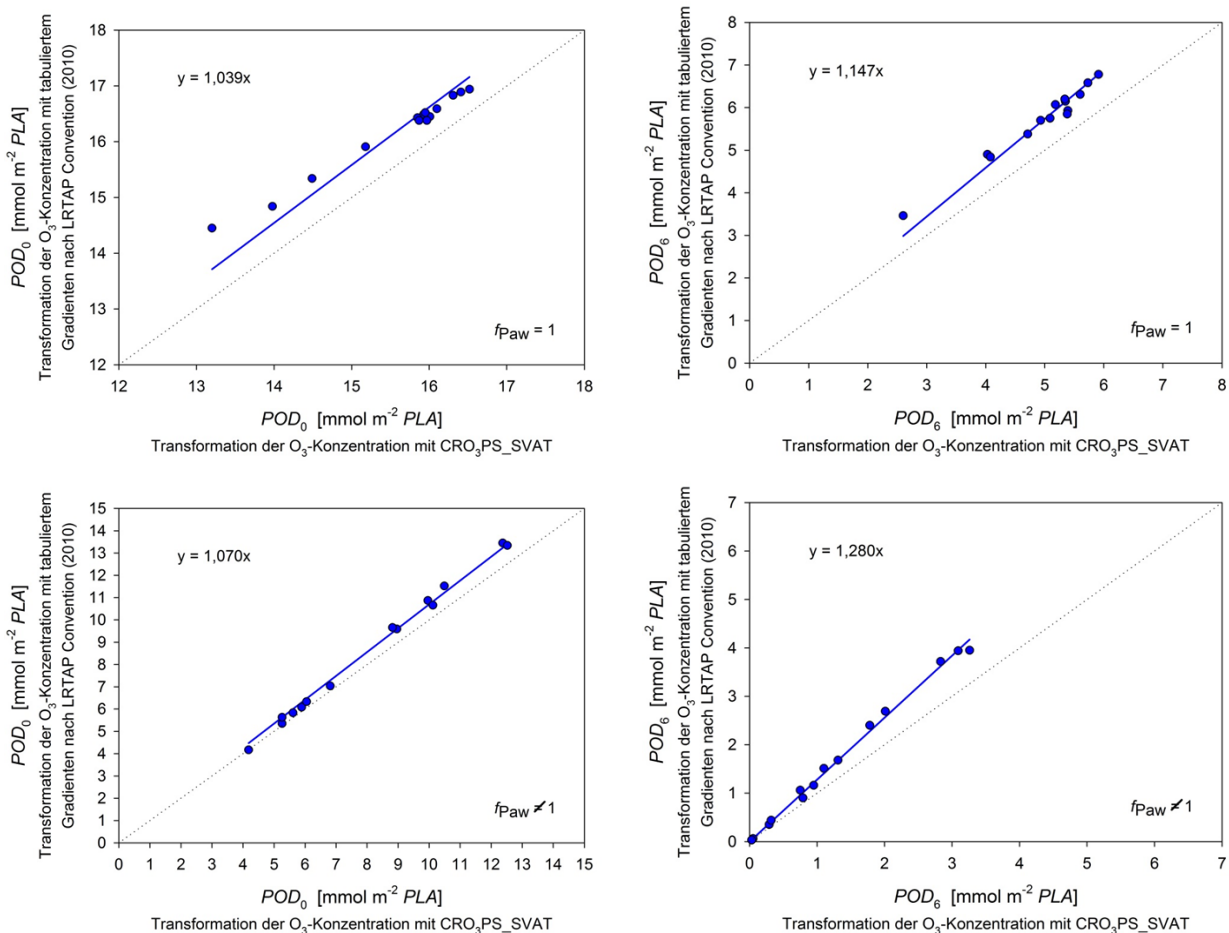 POD₀ [mmol m⁻² PLA]
Transformation der O₃-Konzentration mit tabuliertem
Gradienten nach LRTAP Convention (2010)
18
17
16
15
14
13
12
y = 1,039x
fPaw = 1
12 13 14 15 16 17 18
POD₀ [mmol m⁻² PLA]
Transformation der O₃-Konzentration mit CRO₃PS_SVAT
POD₆ [mmol m⁻² PLA]
Transformation der O₃-Konzentration mit tabuliertem
Gradienten nach LRTAP Convention (2010)
8
7
6
5
4
3
2
1
0
y = 1,147x
fPaw = 1
0 1 2 3 4 5 6 7 8
POD₆ [mmol m⁻² PLA]
Transformation der O₃-Konzentration mit CRO₃PS_SVAT
POD₀ [mmol m⁻² PLA]
Transformation der O₃-Konzentration mit tabuliertem
Gradienten nach LRTAP Convention (2010)
15
14
13
12
11
10
9
8
7
6
5
4
3
2
1
0
y = 1,070x
fPaw ≠ 1
0 1 2 3 4 5 6 7 8 9 10 11 12 13 14 15
POD₀ [mmol m⁻² PLA]
Transformation der O₃-Konzentration mit CRO₃PS_SVAT
POD₆ [mmol m⁻² PLA]
Transformation der O₃-Konzentration mit tabuliertem
Gradienten nach LRTAP Convention (2010)
7
6
5
4
3
2
1
0
y = 1,280x
fPaw ≠ 1
0 1 2 3 4 5 6 7
POD₆ [mmol m⁻² PLA]
Transformation der O₃-Konzentration mit CRO₃PS_SVAT